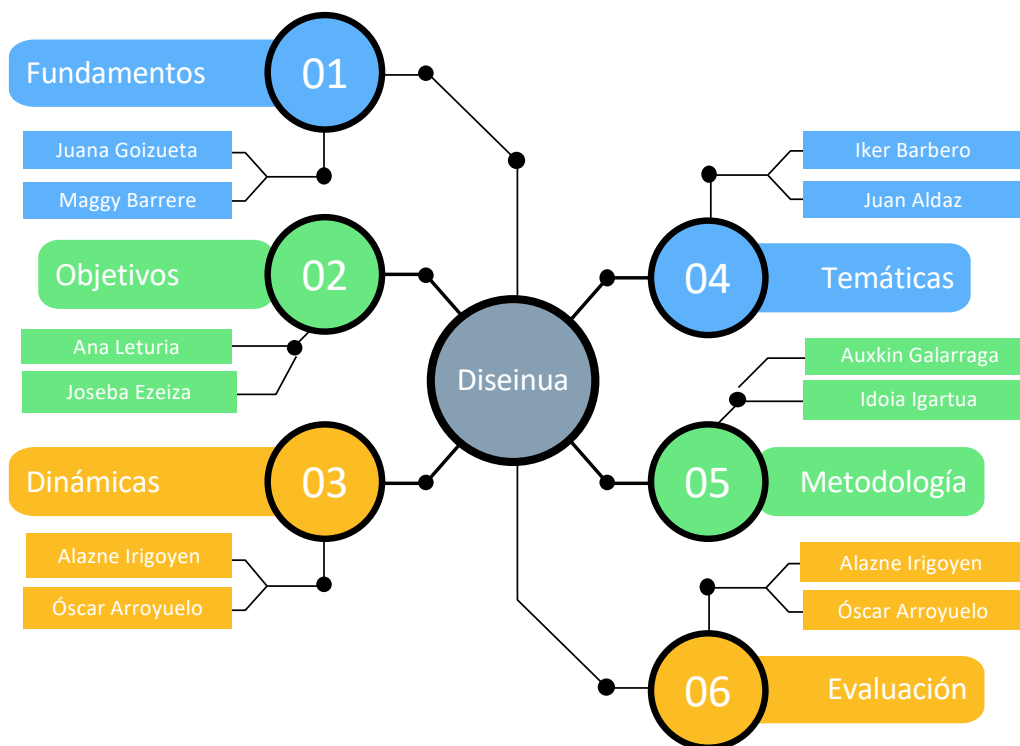 Fundamentos
01
Juana Goizueta
Maggy Barrere
Objetivos
02
Ana Leturia
Joseba Ezeiza
Dinámicas
03
Alazne Irigoyen
Óscar Arroyuelo
Diseinua
Iker Barbero
Juan Aldaz
04
Temáticas
Auxkin Galarraga
Idoia Igartua
05
Metodología
Alazne Irigoyen
Óscar Arroyuelo
06
Evaluación